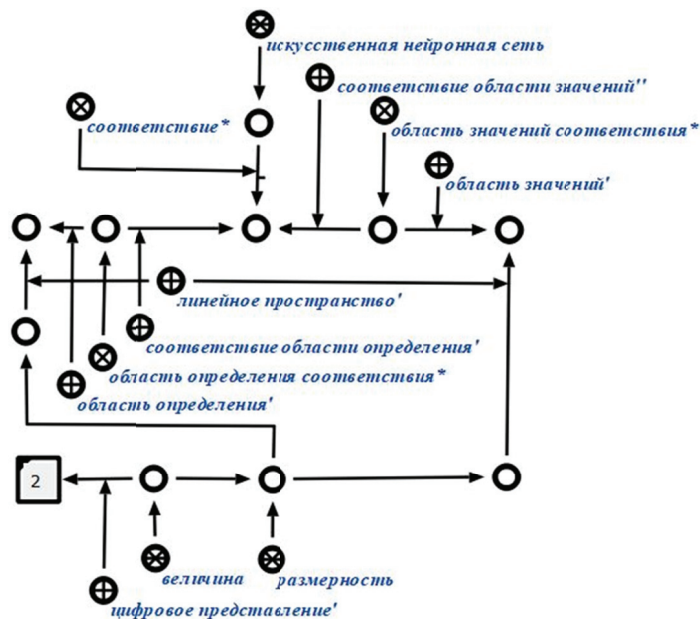 искусственная нейронная сеть
соответствие области значений''
соответствие*
область значений соответствия*
область значений'
линейное пространство'
соответствие области определения'
область определения соответствия*
область определения'
2
величина
размерность
цифровое представление'